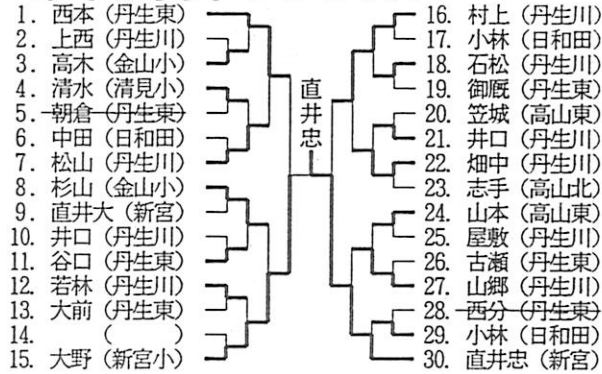 1. 西本（丹生東）
2. 上西（丹生川）
3. 高木（金山小）
4. 清水（清見小）
5. 朝倉（丹生東）
6. 中田（日和田）
7. 松山（丹生川）
8. 杉山（金山小）
9. 直井大（新宮）
10. 井口（丹生川）
11. 谷口（丹生東）
12. 若林（丹生川）
13. 大前（丹生東）
14. （　　）
15. 大野（新宮小）
直井忠
16. 村上（丹生川）
17. 小林（日和田）
18. 石松（丹生川）
19. 御厩（丹生東）
20. 笠城（高山東）
21. 井口（丹生川）
22. 畑中（丹生川）
23. 志手（高山北）
24. 山本（高山東）
25. 屋敷（丹生川）
26. 古瀬（丹生東）
27. 山郷（丹生川）
28. 西分（丹生東）
29. 小林（日和田）
30. 直井忠（新宮）